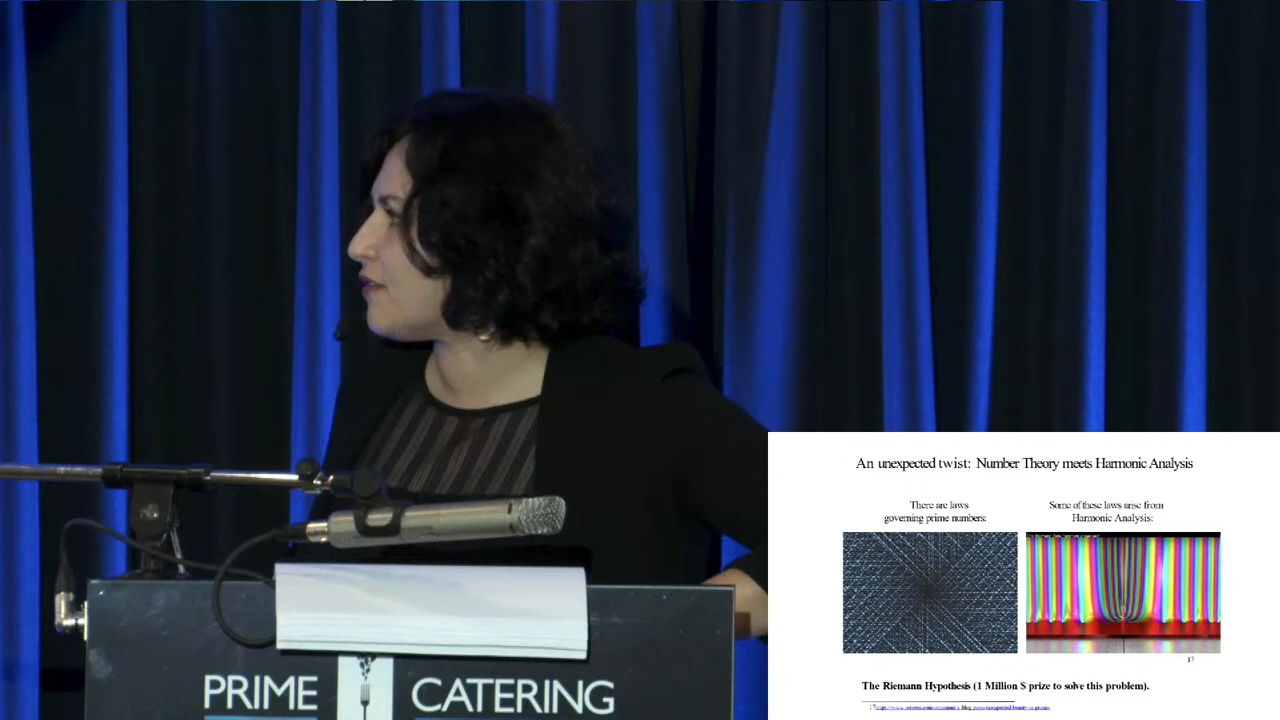 An unexpected twist: Number Theory meets Harmonic Analysis
There are laws
governing prime numbers:
Some of these laws arise from
Harmonic Analysis:
17
The Riemann Hypothesis (1 Million $ prize to solve this problem).
PRIME CATERING